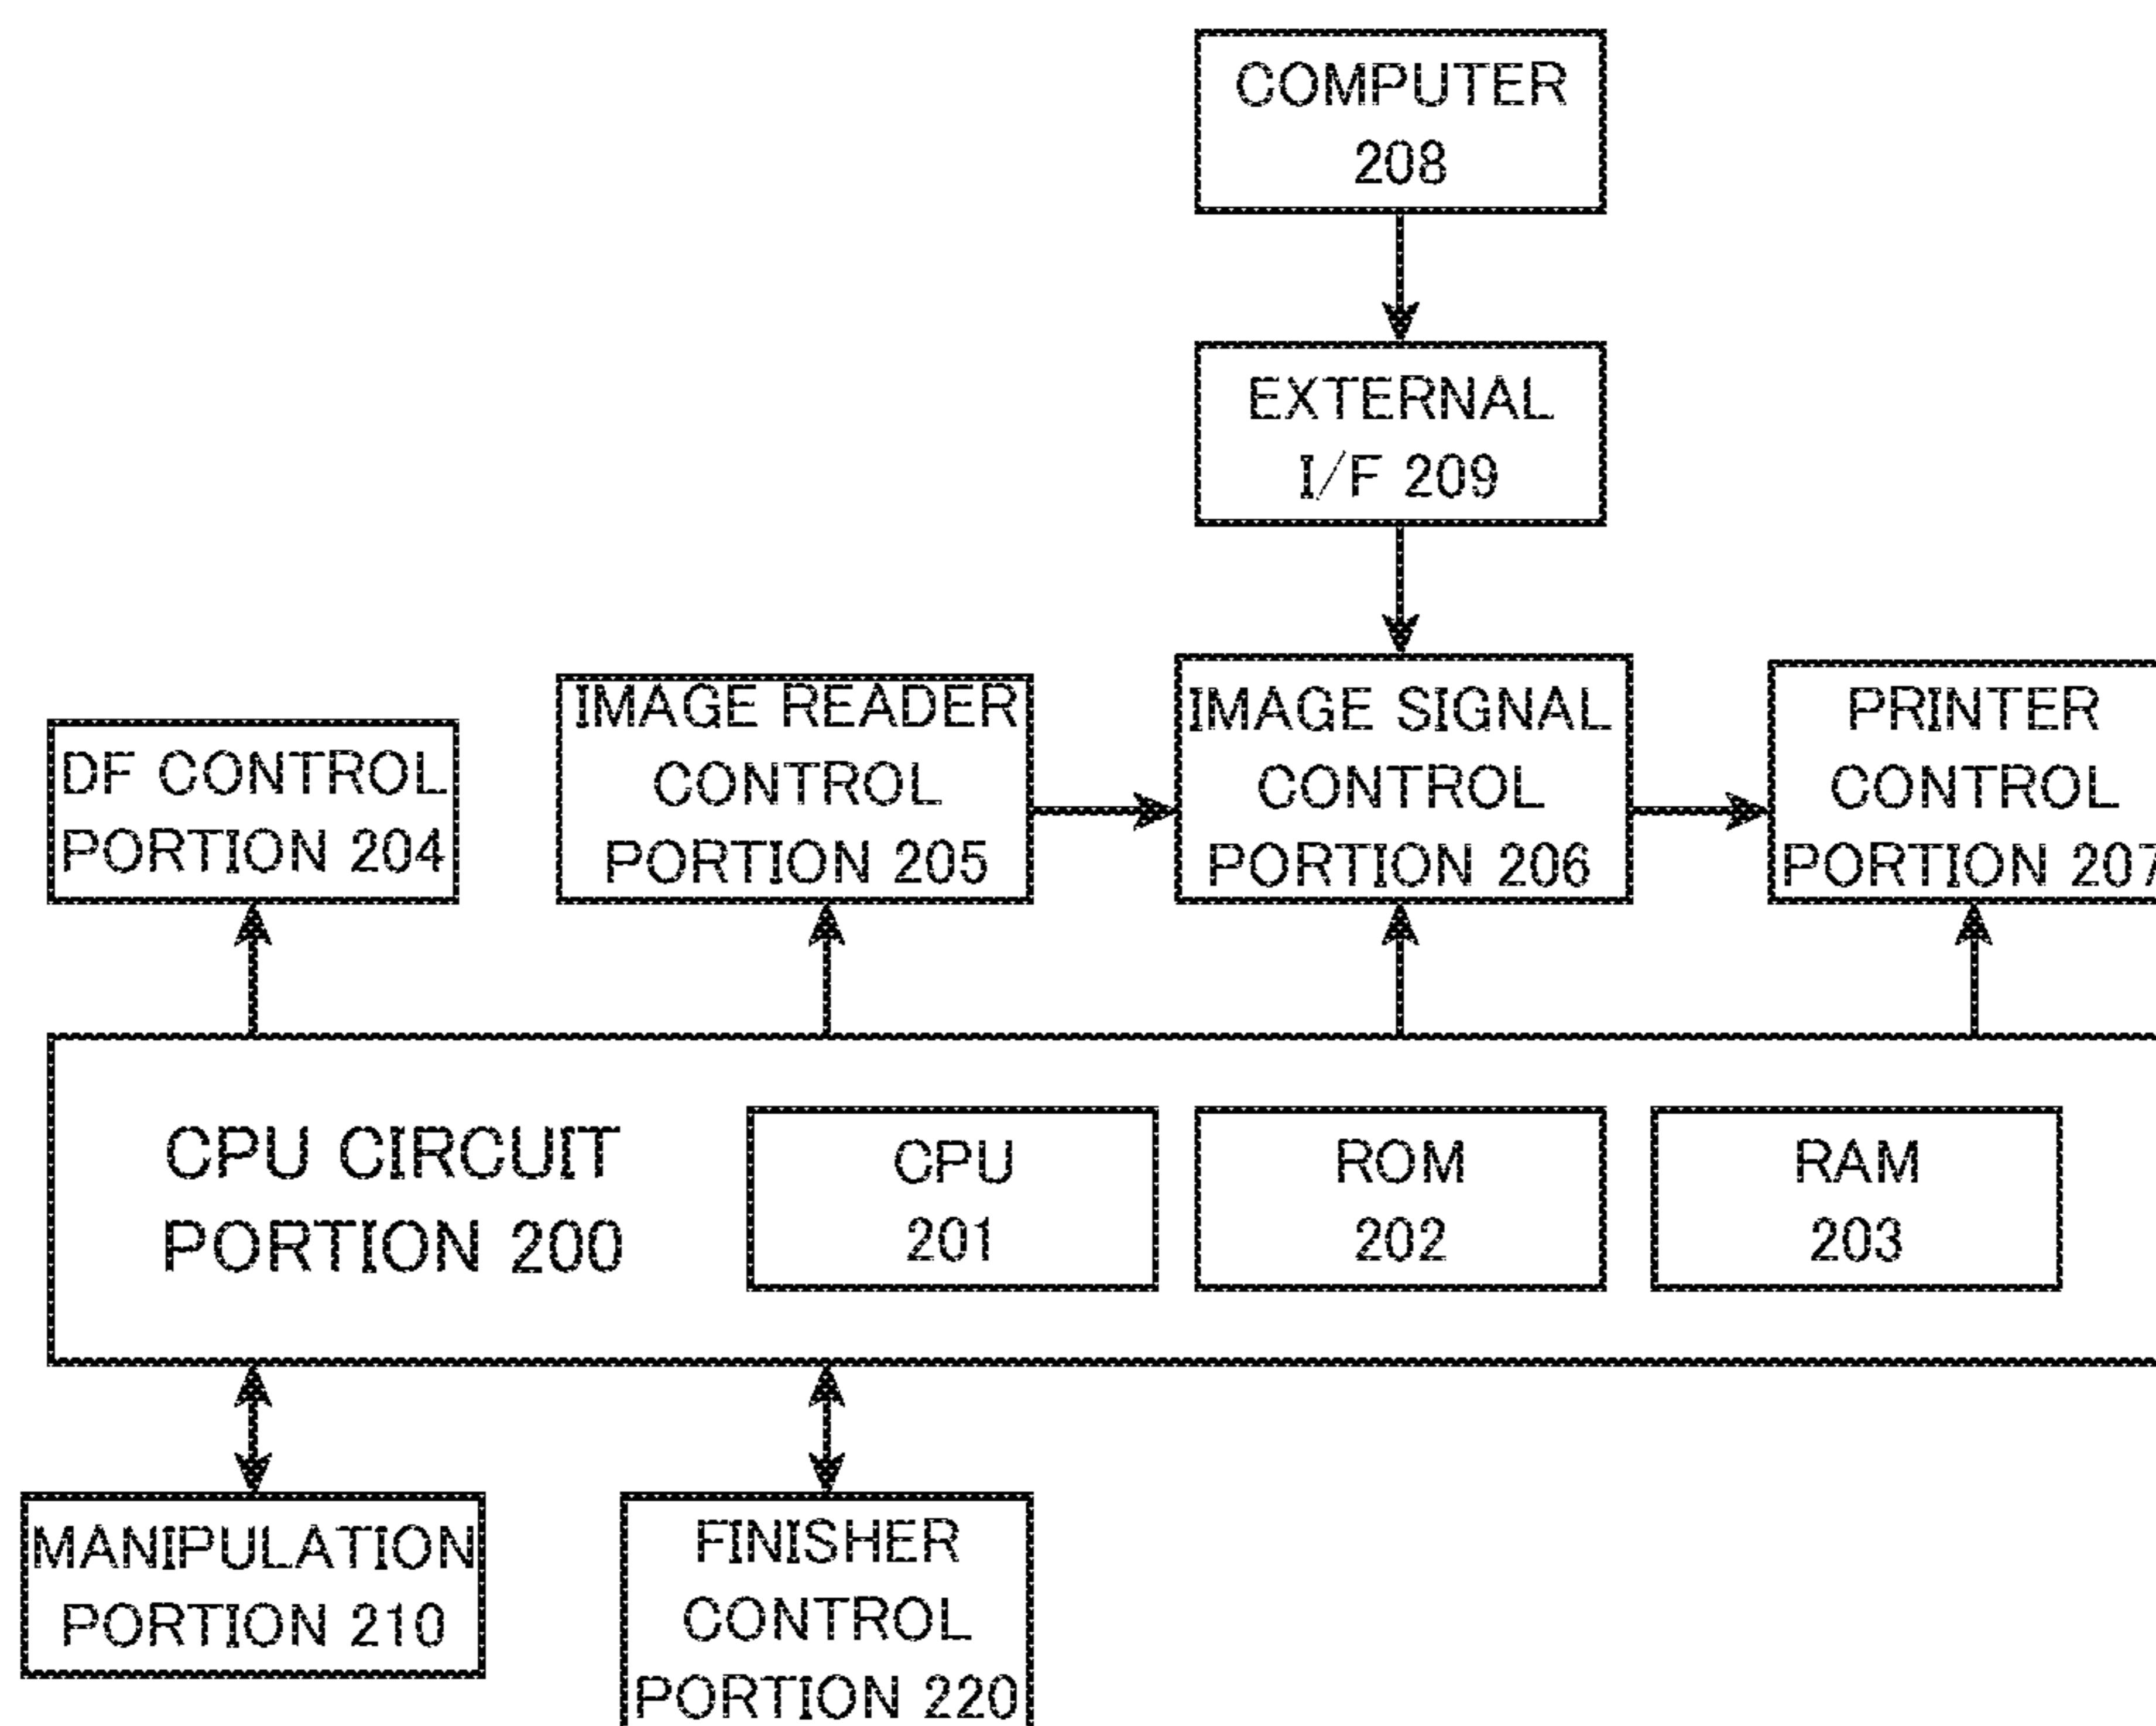 COMPUTER
208
EXTERNAL
I/F 209
DF CONTROL
PORTION 204
IMAGE READER
CONTROL
PORTION 205
IMAGE SIGNAL
CONTROL
PORTION 206
PRINTER
CONTROL
PORTION 207
CPU CIRCUIT
PORTION 200
CPU
201
ROM
202
RAM
203
MANIPULATION
PORTION 210
FINISHER
CONTROL
PORTION 220